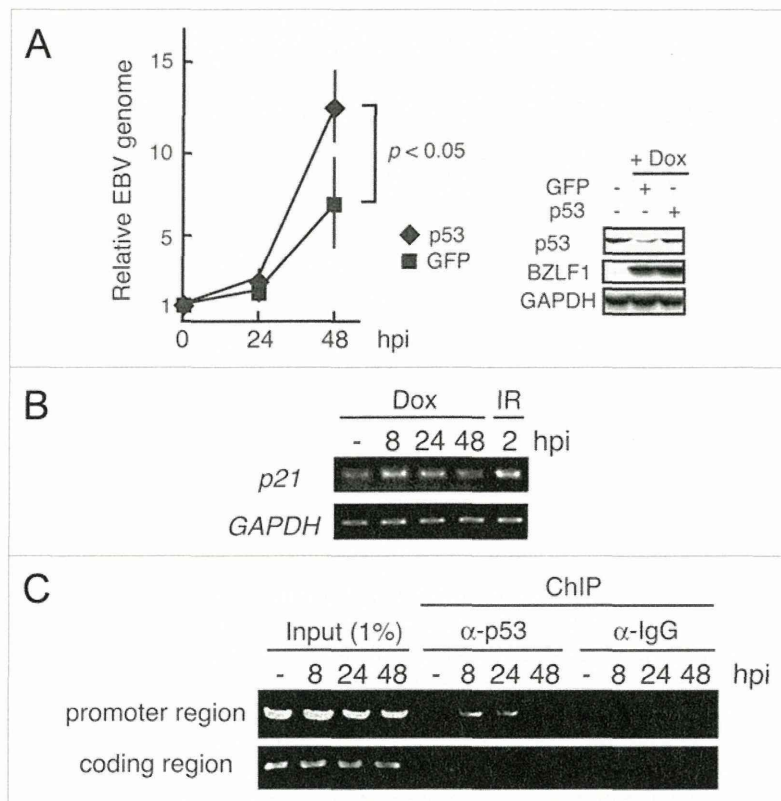 A
Relative EBV genome
15
10
5
1
0 24 48 hpi
p < 0.05
p53
GFP
+ Dox
GFP - + -
p53 - - +
p53
BZLF1
GAPDH
B
Dox IR
- 8 24 48 2 hpi
p21
GAPDH
C
ChIP
Input (1%) α-p53 α-IgG
- 8 24 48 - 8 24 48 - 8 24 48 hpi
promoter region
coding region